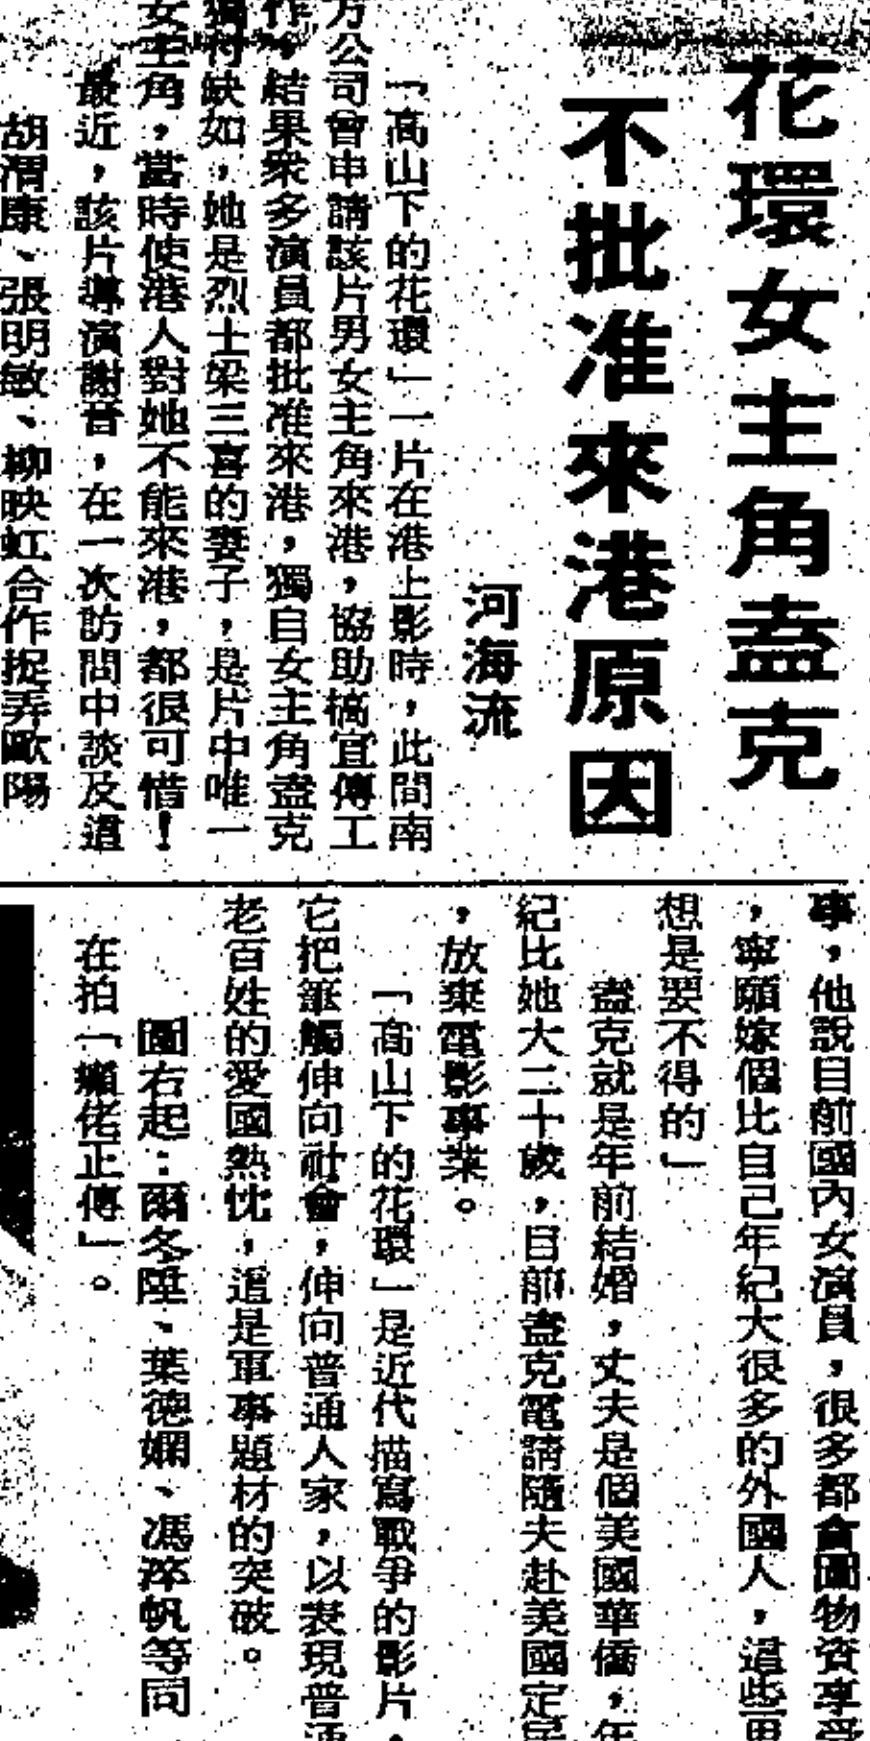 花環女主角盍克
不批准來港原因
河海流
「高山下的花環」一片在港上影時，此間南
方公司曾申請該片男女主角來港，協助搞宣傳工
作，結果衆多演員都批准來港，獨自女主角盍克
獨付缺如，她是烈士梁三喜的妻子，是片中唯一
女主角，當時使港人對她不能來港，都很可惜！
最近，該片導演謝晉，在一次訪問中談及這
胡渭康、張明敏、柳映虹合作捉弄歐陽
事，他說目前國內女演員，很多都會圖物資享受
，寧願嫁個比自己年紀大很多的外國人，這些思
想是要不得的」
盍克就是年前結婚，丈夫是個美國華僑，年
紀比她大二十歲，目前盍克電請隨夫赴美國定居
，放棄電影事業。
「高山下的花環」是近代描寫戰爭的影片，
它把筆觸伸向社會，伸向普通人家，以表現普通
老百姓的愛國熱忱，這是軍事題材的突破。
圖右起：爾冬陞、葉德嫻、馮淬帆等同
在拍「癲佬正傳」。